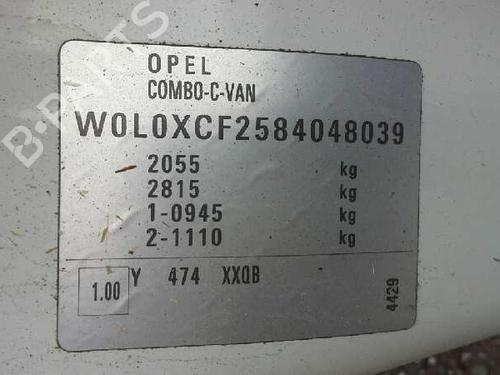 OPEL
COMBO-C-VAN
W0L0XCF2584048039
2055 kg
2815 kg
1-0945 kg
2-1110 kg
1.00 Y 474 XXQB
4429
B-PARTS